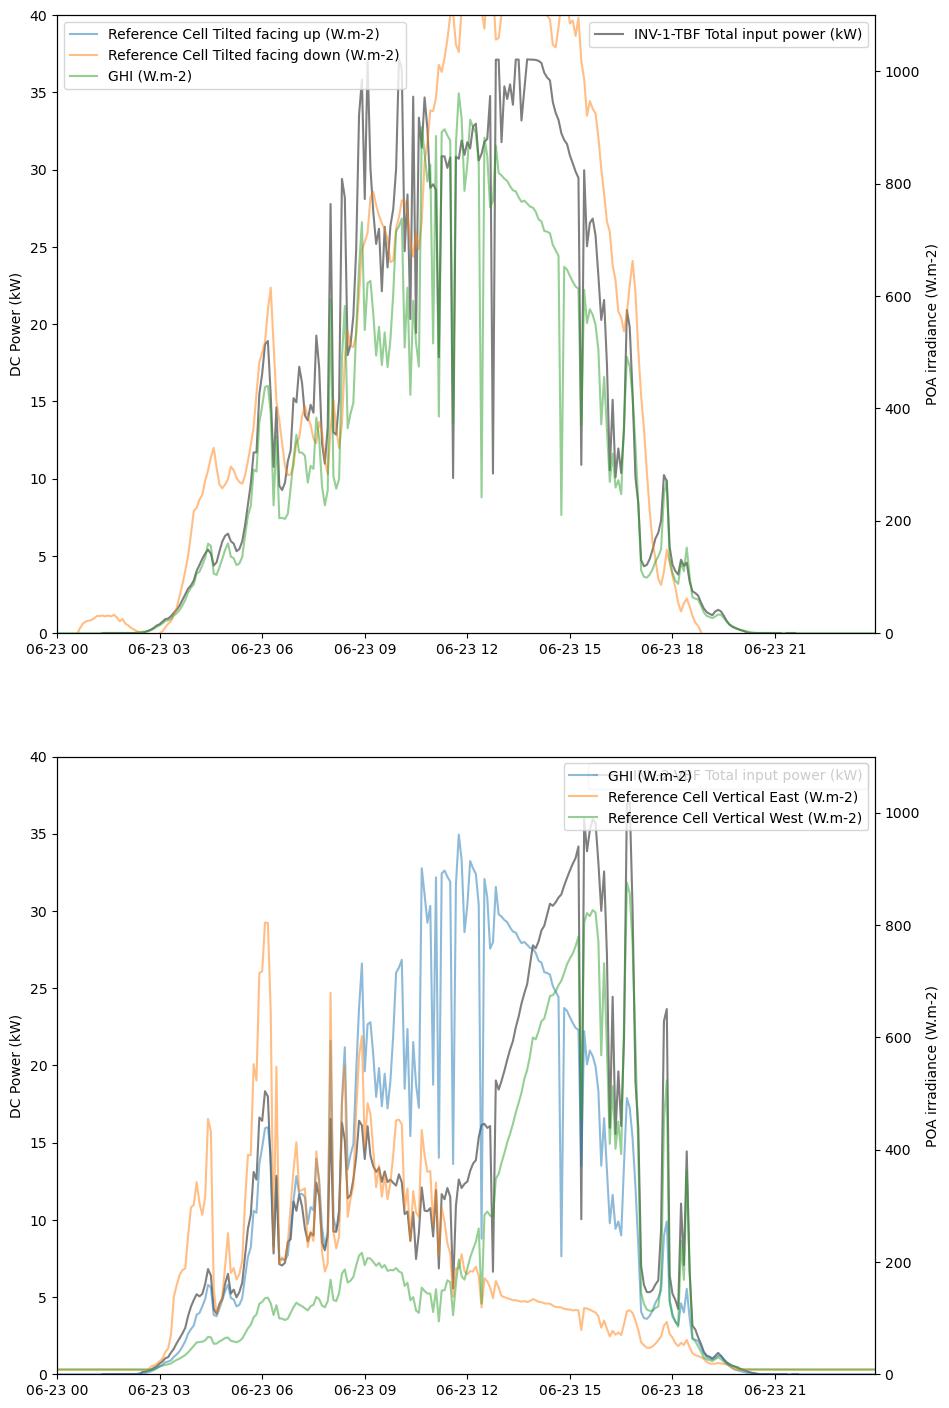 Reference Cell Tilted facing up (W.m-2)
Reference Cell Tilted facing down (W.m-2)
GHI (W.m-2)
INV-1-TBF Total input power (kW)
40
35
30
25
20
15
10
5
0
DC Power (kW)
1000
800
600
400
200
0
POA irradiance (W.m-2)
06-23 00 06-23 03 06-23 06 06-23 09 06-23 12 06-23 15 06-23 18 06-23 21
GHI (W.m-2)
BF Total input power (kW)
Reference Cell Vertical East (W.m-2)
Reference Cell Vertical West (W.m-2)
40
35
30
25
20
15
10
5
0
DC Power (kW)
1000
800
600
400
200
0
POA irradiance (W.m-2)
06-23 00 06-23 03 06-23 06 06-23 09 06-23 12 06-23 15 06-23 18 06-23 21